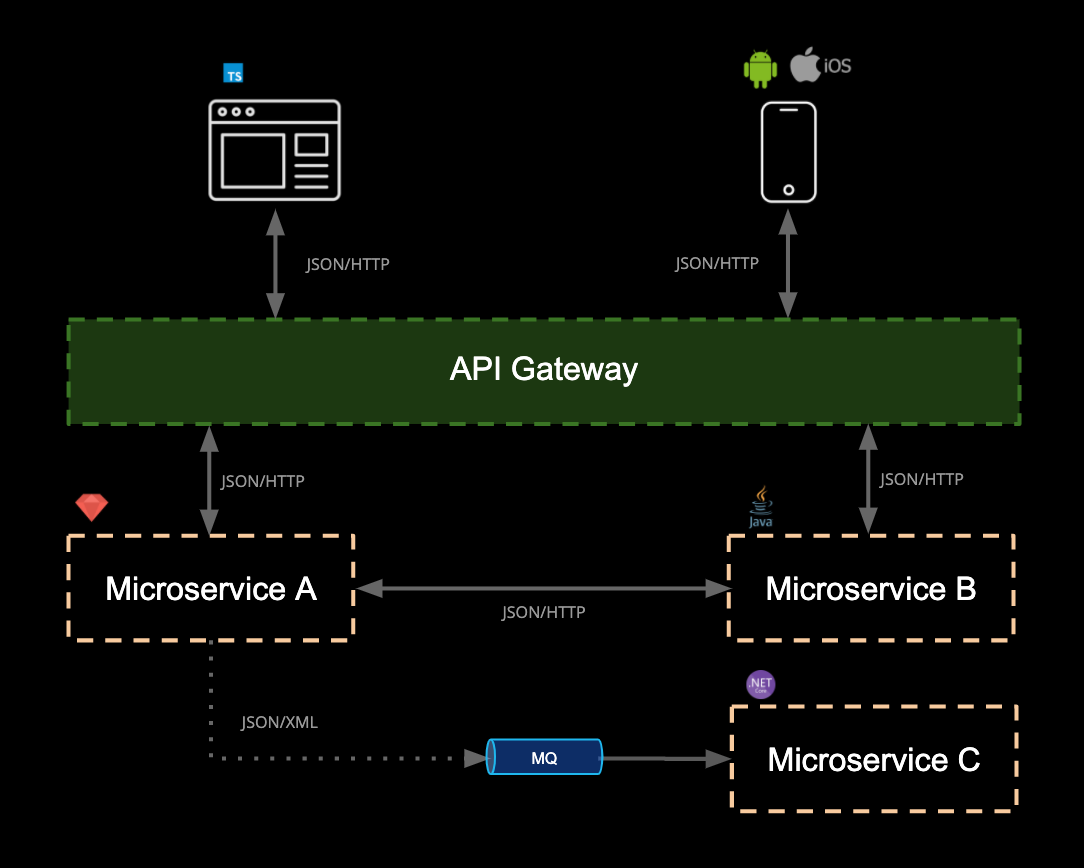 TS
iOS
JSON/HTTP
JSON/HTTP
API Gateway
JSON/HTTP
JSON/HTTP
Java
Microservice A
Microservice B
JSON/HTTP
.NET
Core
JSON/XML
MQ
Microservice C